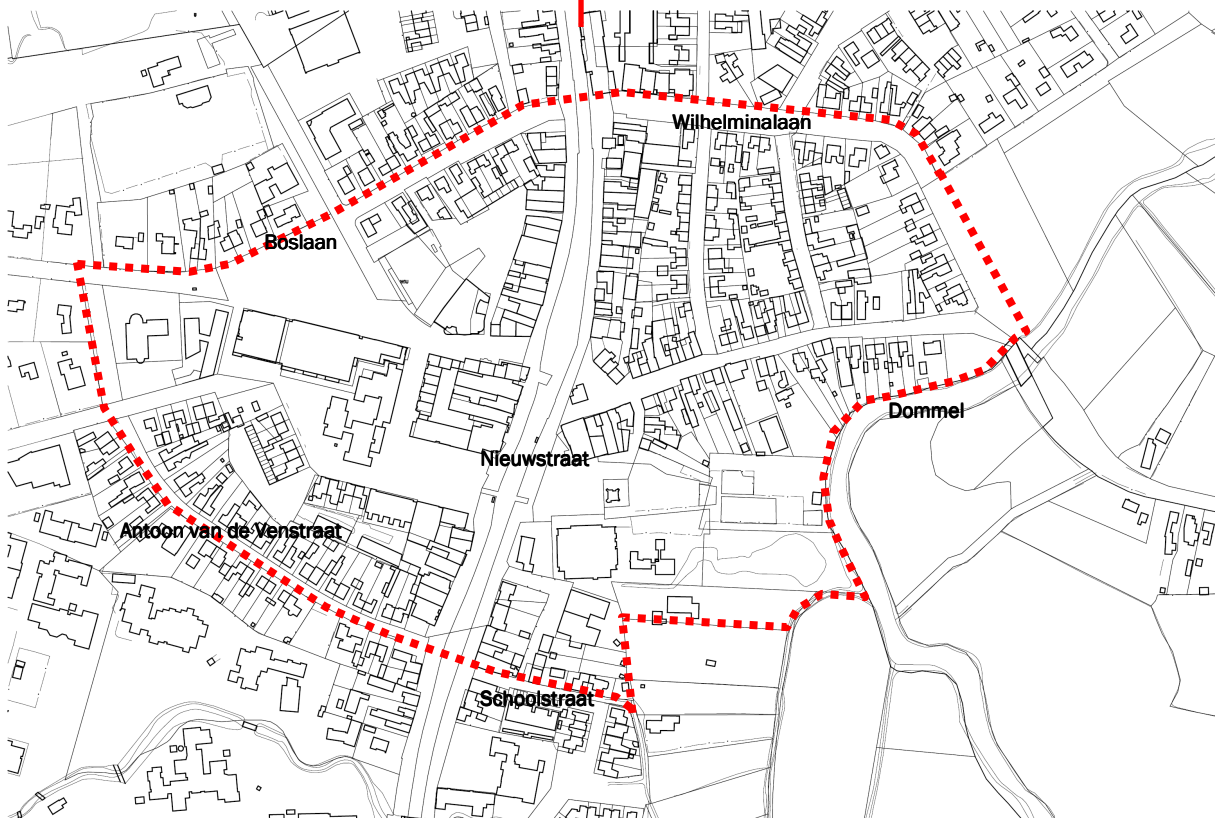 Wilhelminalaan
Boslaan
Dommel
Nieuwstraat
Antoon van de Venstraat
Schoolstraat